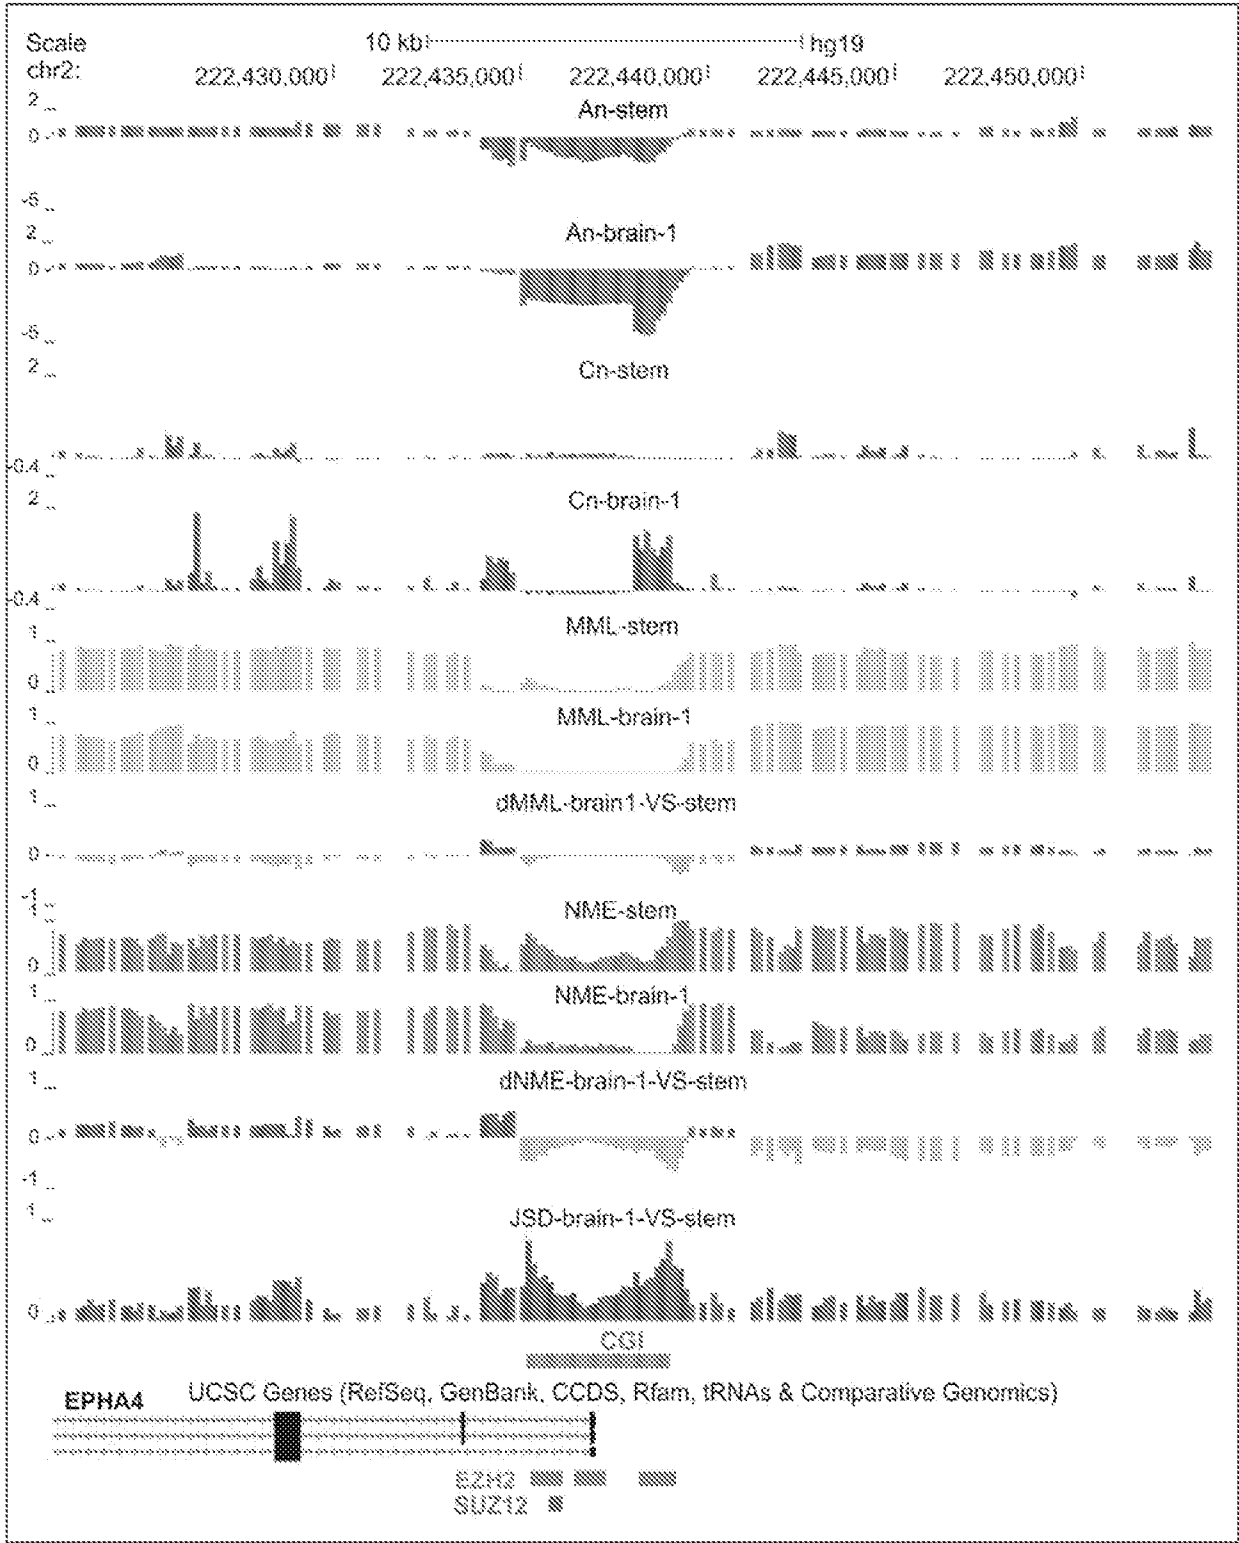 Scale 10 kb hg19
chr2: 222,430,000 222,435,000 222,440,000 222,445,000 222,450,000
2
An-stem
0
-5
2
An-brain-1
0
-5
2
Cn-stem
-0.4
2
Cn-brain-1
-0.4
1
MML-stem
0
1
MML-brain-1
0
1
dMML-brain1-VS-stem
0
-1
1
NME-stem
0
1
NME-brain-1
0
1
dNME-brain-1-VS-stem
0
-1
1
JSD-brain-1-VS-stem
0
CGI
EPHA4 UCSC Genes (RefSeq, GenBank, CCDS, Rfam, tRNAs & Comparative Genomics)
EZH2
SUZ12